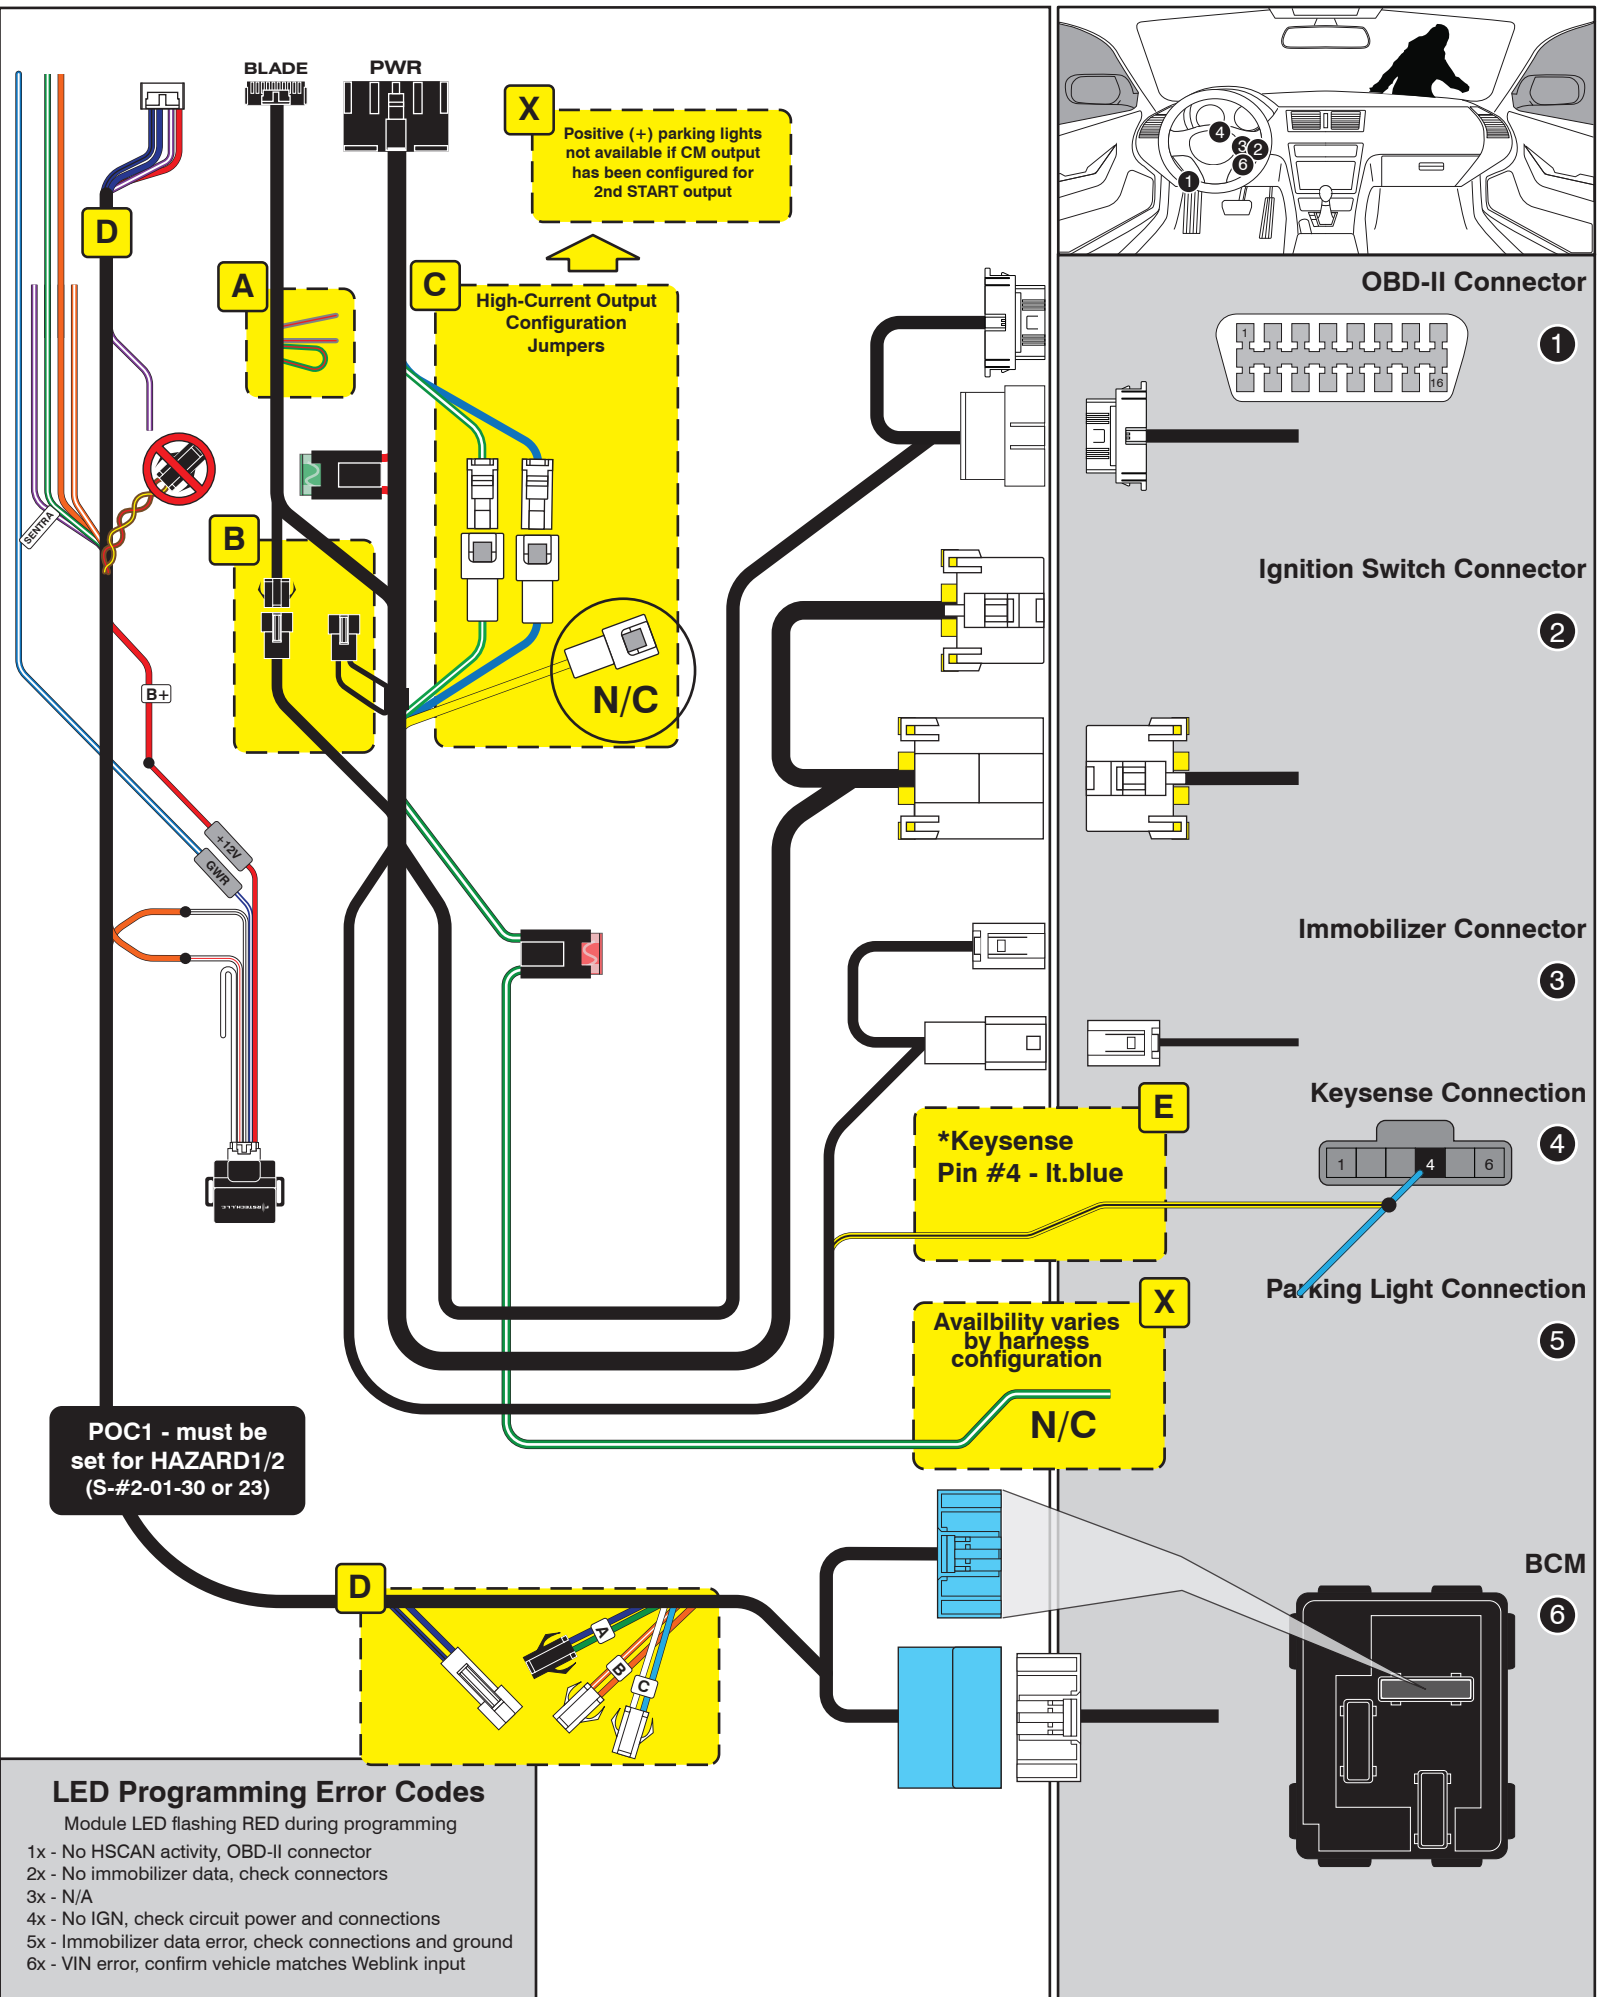 BLADE
PWR
X
Positive (+) parking lights
not available if CM output
has been configured for
2nd START output
4
3
2
6
1
D
A
C
High-Current Output
Configuration
Jumpers
OBD-II Connector
1
1
16
SENTRA
B
N/C
Ignition Switch Connector
2
B+
+12V
GWR
Immobilizer Connector
3
E
*Keysense
Pin #4 - lt.blue
Keysense Connection
4
1
4
6
X
Availbility varies
by harness
configuration
N/C
Parking Light Connection
5
POC1 - must be
set for HAZARD1/2
(S-#2-01-30 or 23)
D
A
B
C
BCM
6
LED Programming Error Codes
Module LED flashing RED during programming
1x - No HSCAN activity, OBD-II connector
2x - No immobilizer data, check connectors
3x - N/A
4x - No IGN, check circuit power and connections
5x - Immobilizer data error, check connections and ground
6x - VIN error, confirm vehicle matches Weblink input